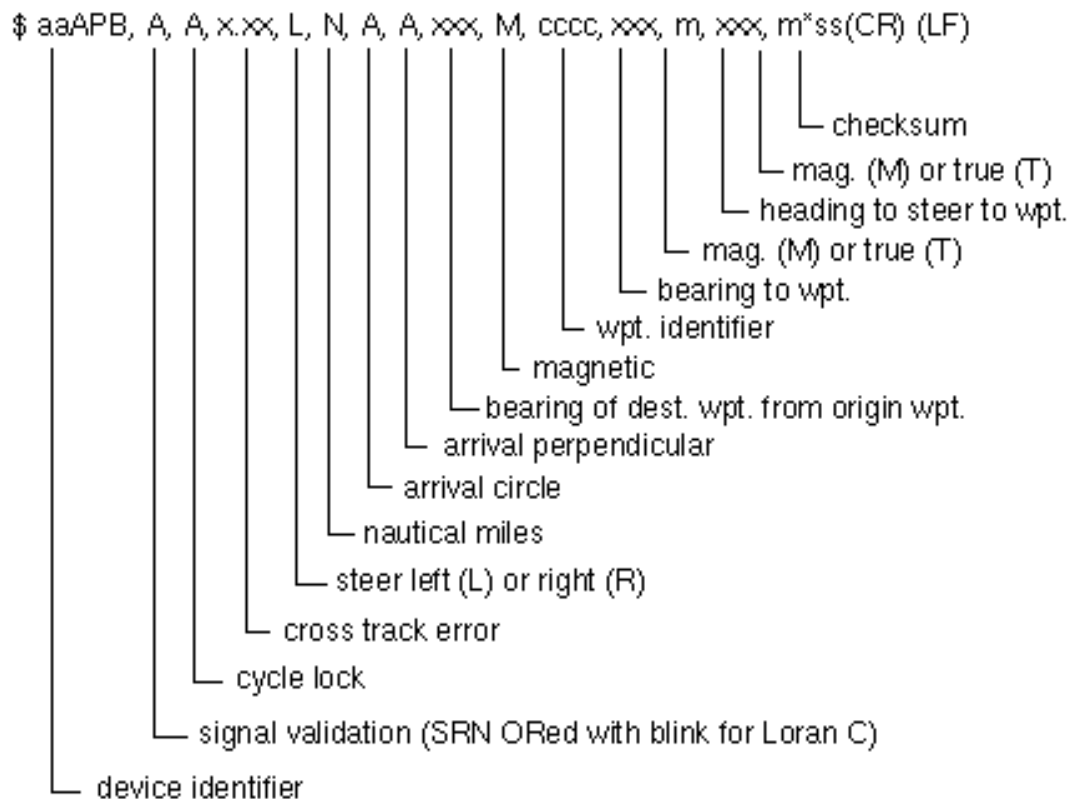 $ aaAPB, A, A, x.xx, L, N, A, A, xxx, M, cccc, xxx, m, xxx, m*ss(CR) (LF)
checksum
mag. (M) or true (T)
heading to steer to wpt.
mag. (M) or true (T)
bearing to wpt.
wpt. identifier
magnetic
bearing of dest. wpt. from origin wpt.
arrival perpendicular
arrival circle
nautical miles
steer left (L) or right (R)
cross track error
cycle lock
signal validation (SRN ORed with blink for Loran C)
device identifier